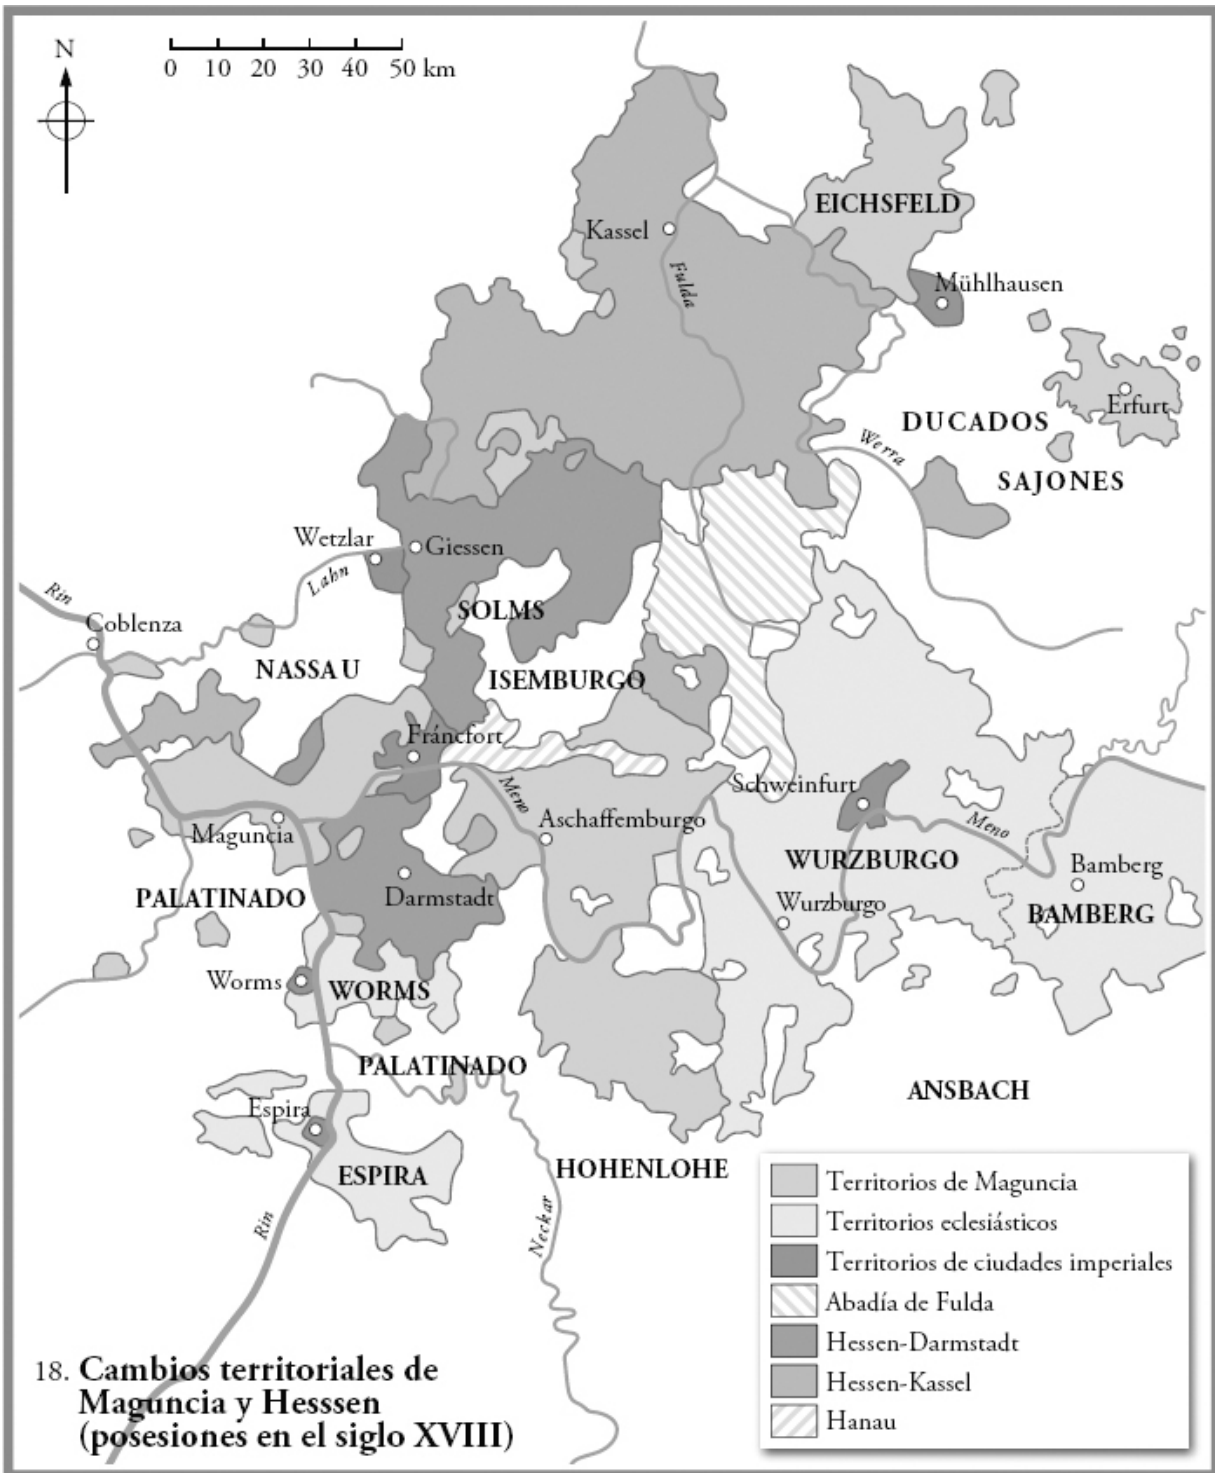 N
0 10 20 30 40 50 km
EICHSFELD
Kassel
Fulda
Mühlhausen
Erfurt
DUCADOS
SAJONES
Werra
Wetzlar
Giessen
Lahn
Rin
Coblenza
SOLMS
NASSAU
ISEMBURGO
Fráncfort
Meno
Schweinfurt
Maguncia
Aschaffemburgo
Meno
WURZBURGO
Bamberg
PALATINADO
Darmstadt
Wurzburgo
BAMBERG
Worms
WORMS
PALATINADO
ANSBACH
Espira
ESPIRA
HOHENLOHE
Rin
Neckar
Territorios de Maguncia
Territorios eclesiásticos
Territorios de ciudades imperiales
Abadía de Fulda
Hessen-Darmstadt
Hessen-Kassel
Hanau
18. Cambios territoriales de
Maguncia y Hesssen
(posesiones en el siglo XVIII)